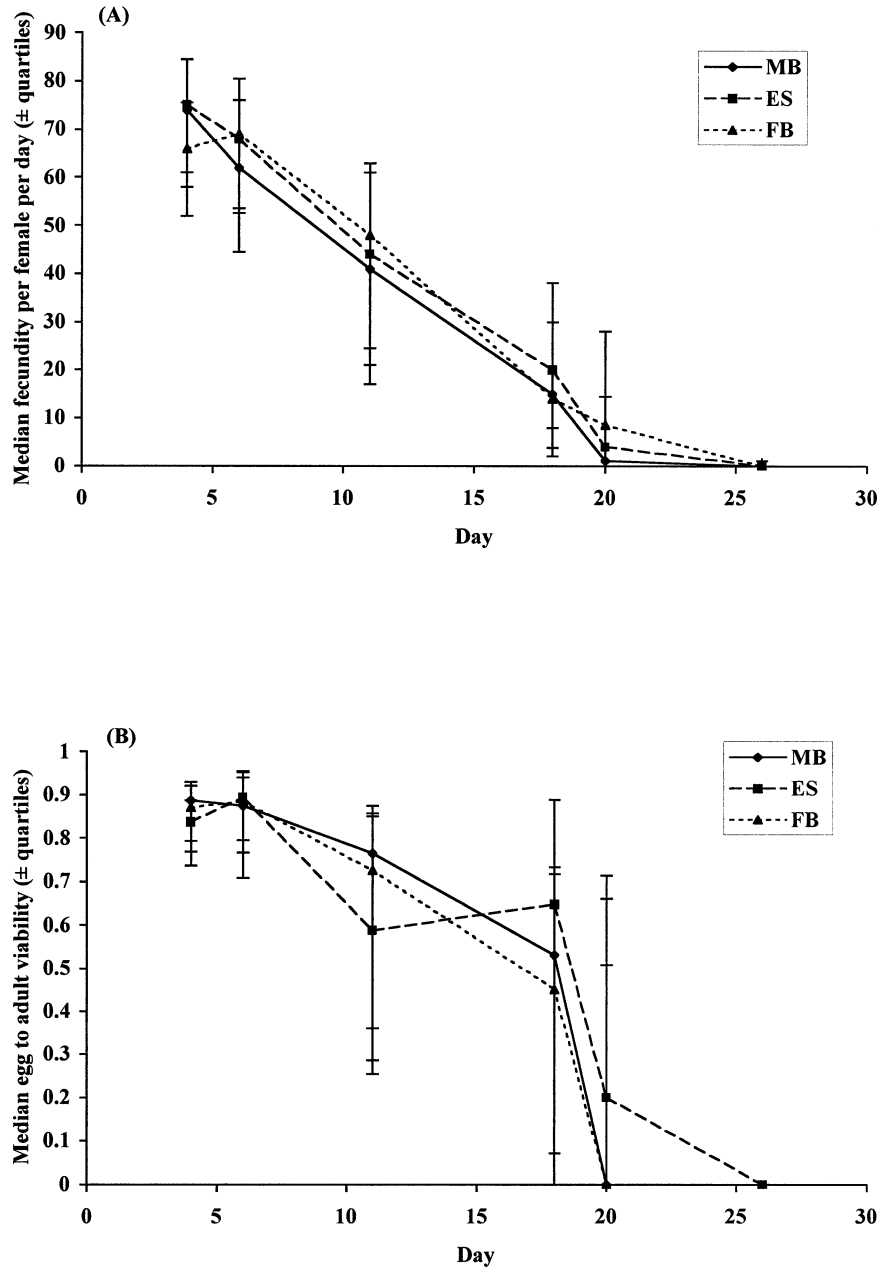 (A)
Median fecundity per female per day (± quartiles)
90
80
70
60
50
40
30
20
10
0
0 5 10 15 20 25 30
Day
MB
ES
FB
(B)
Median egg to adult viability (± quartiles)
1
0.9
0.8
0.7
0.6
0.5
0.4
0.3
0.2
0.1
0
0 5 10 15 20 25 30
Day
MB
ES
FB